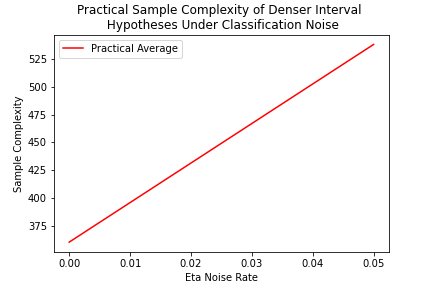 Practical Sample Complexity of Denser Interval
Hypotheses Under Classification Noise
Practical Average
Sample Complexity
525
500
475
450
425
400
375
0.00 0.01 0.02 0.03 0.04 0.05
Eta Noise Rate